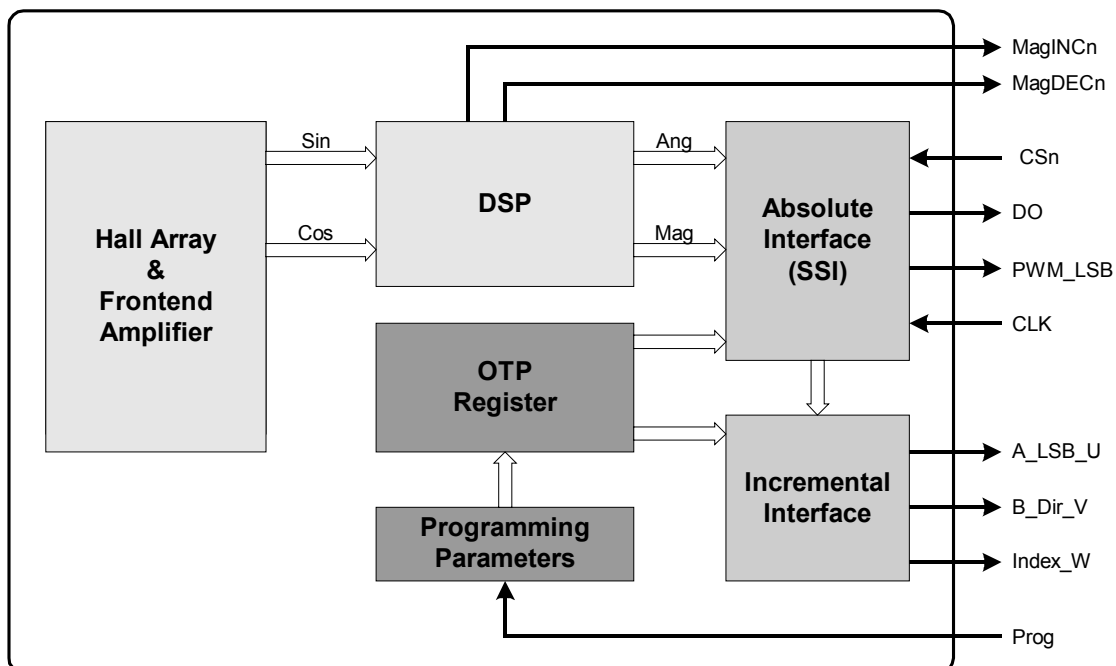 MagINCn
MagDECn
Sin
Ang
CSn
Cos
DSP
Mag
Absolute
Interface
(SSI)
DO
PWM_LSB
CLK
Hall Array
&
Frontend
Amplifier
OTP
Register
Incremental
Interface
A_LSB_U
B_Dir_V
Index_W
Programming
Parameters
Prog